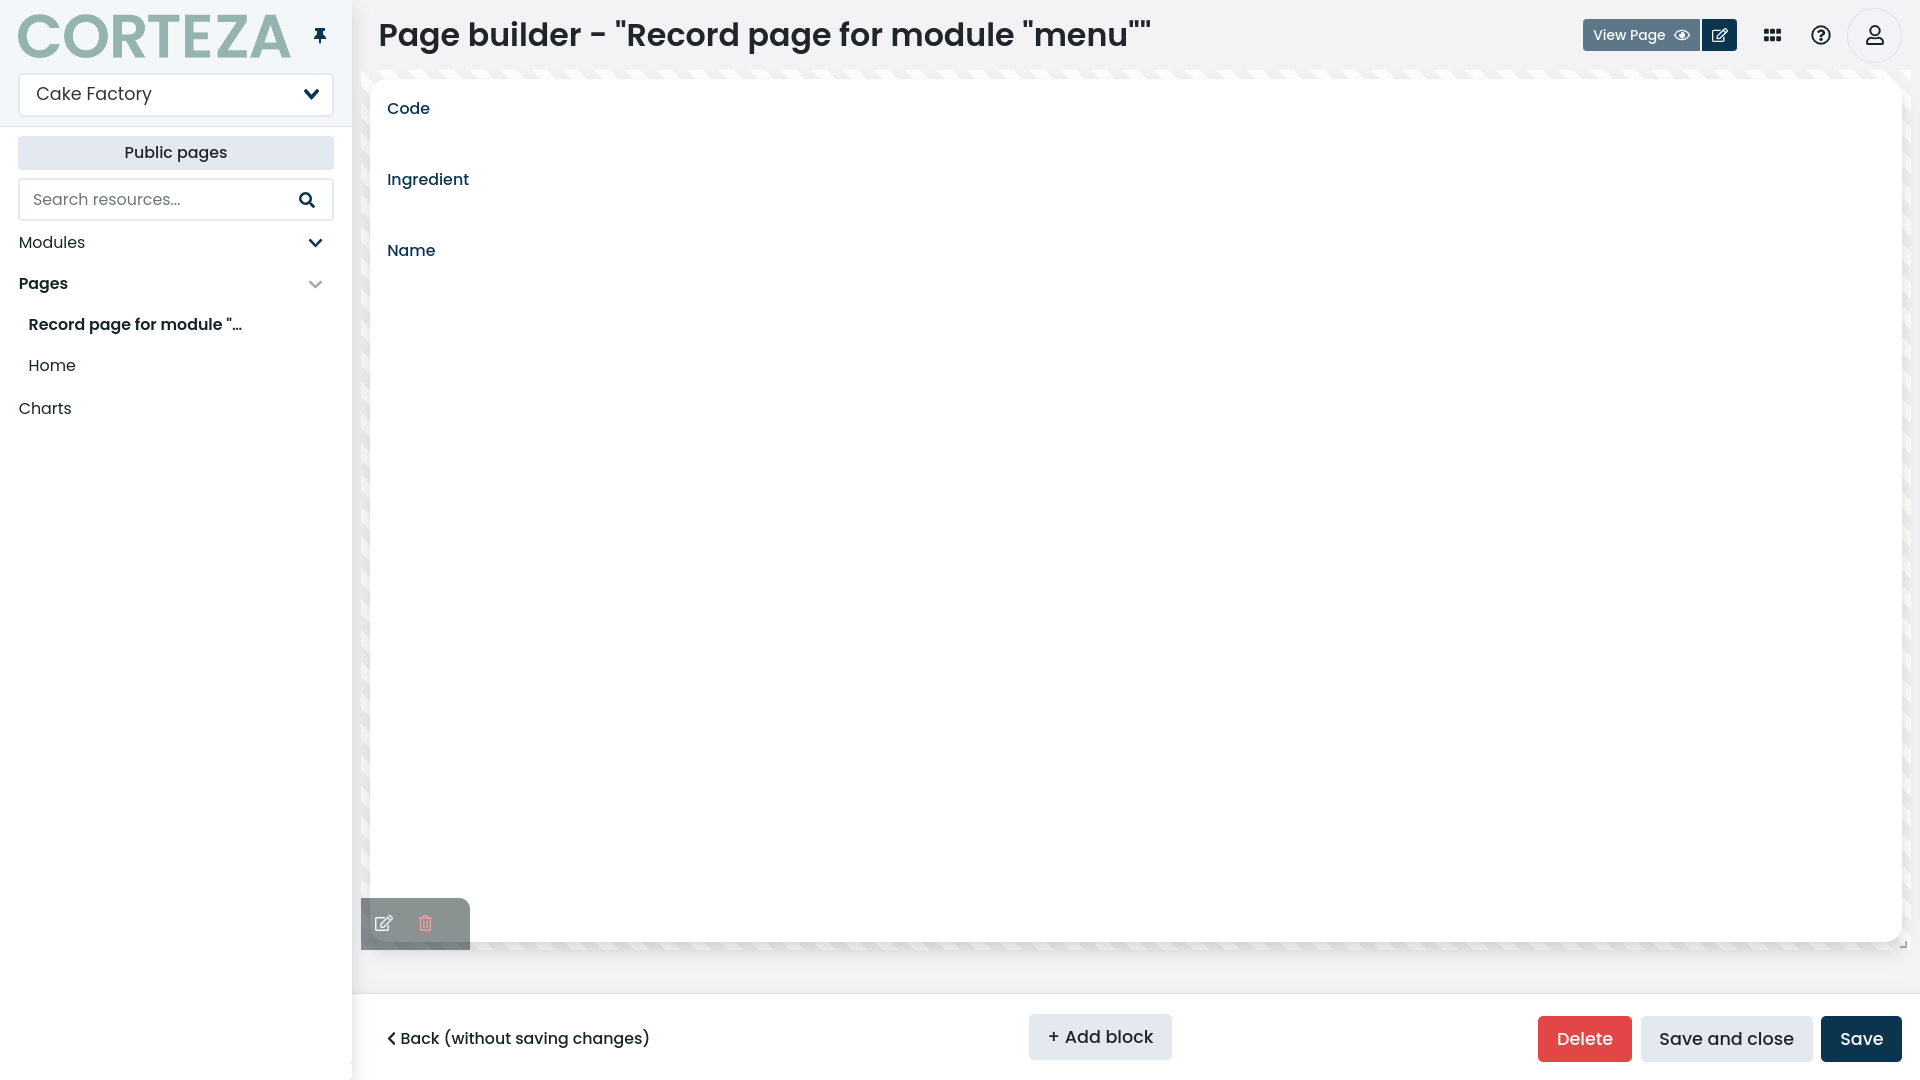 CORTEZA
Cake Factory
Public pages
Search resources...
Modules
Pages
Record page for module "...
Home
Charts
Page builder - "Record page for module "menu""
View Page
Code
Ingredient
Name
Back (without saving changes)
+ Add block
Delete
Save and close
Save